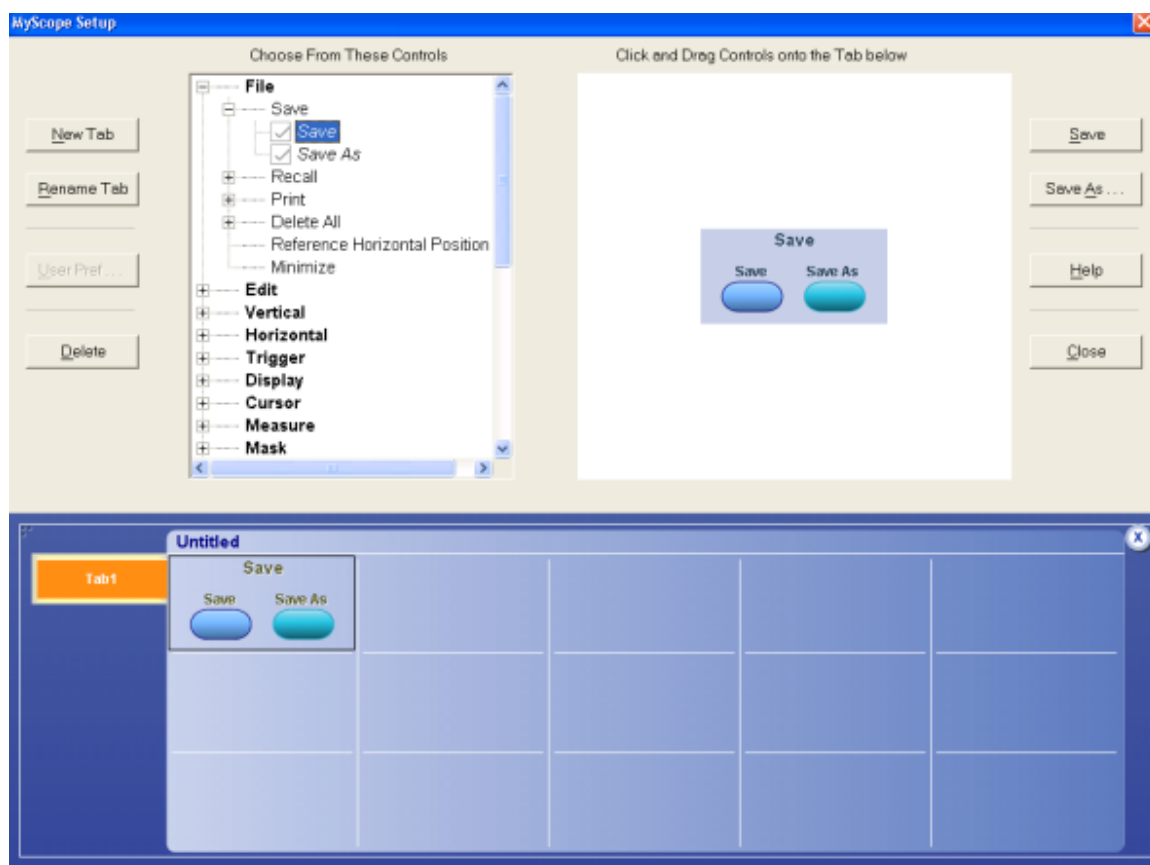 MyScope Setup
Choose From These Controls
Click and Drag Controls onto the Tab below
New Tab
Rename Tab
User Pref ...
Delete
File
Save
Save
Save As
Recall
Print
Delete All
Reference Horizontal Position
Minimize
Edit
Vertical
Horizontal
Trigger
Display
Cursor
Measure
Mask
Save
Save Save As
Save
Save As ...
Help
Close
Untitled
Tab1
Save
Save Save As
X